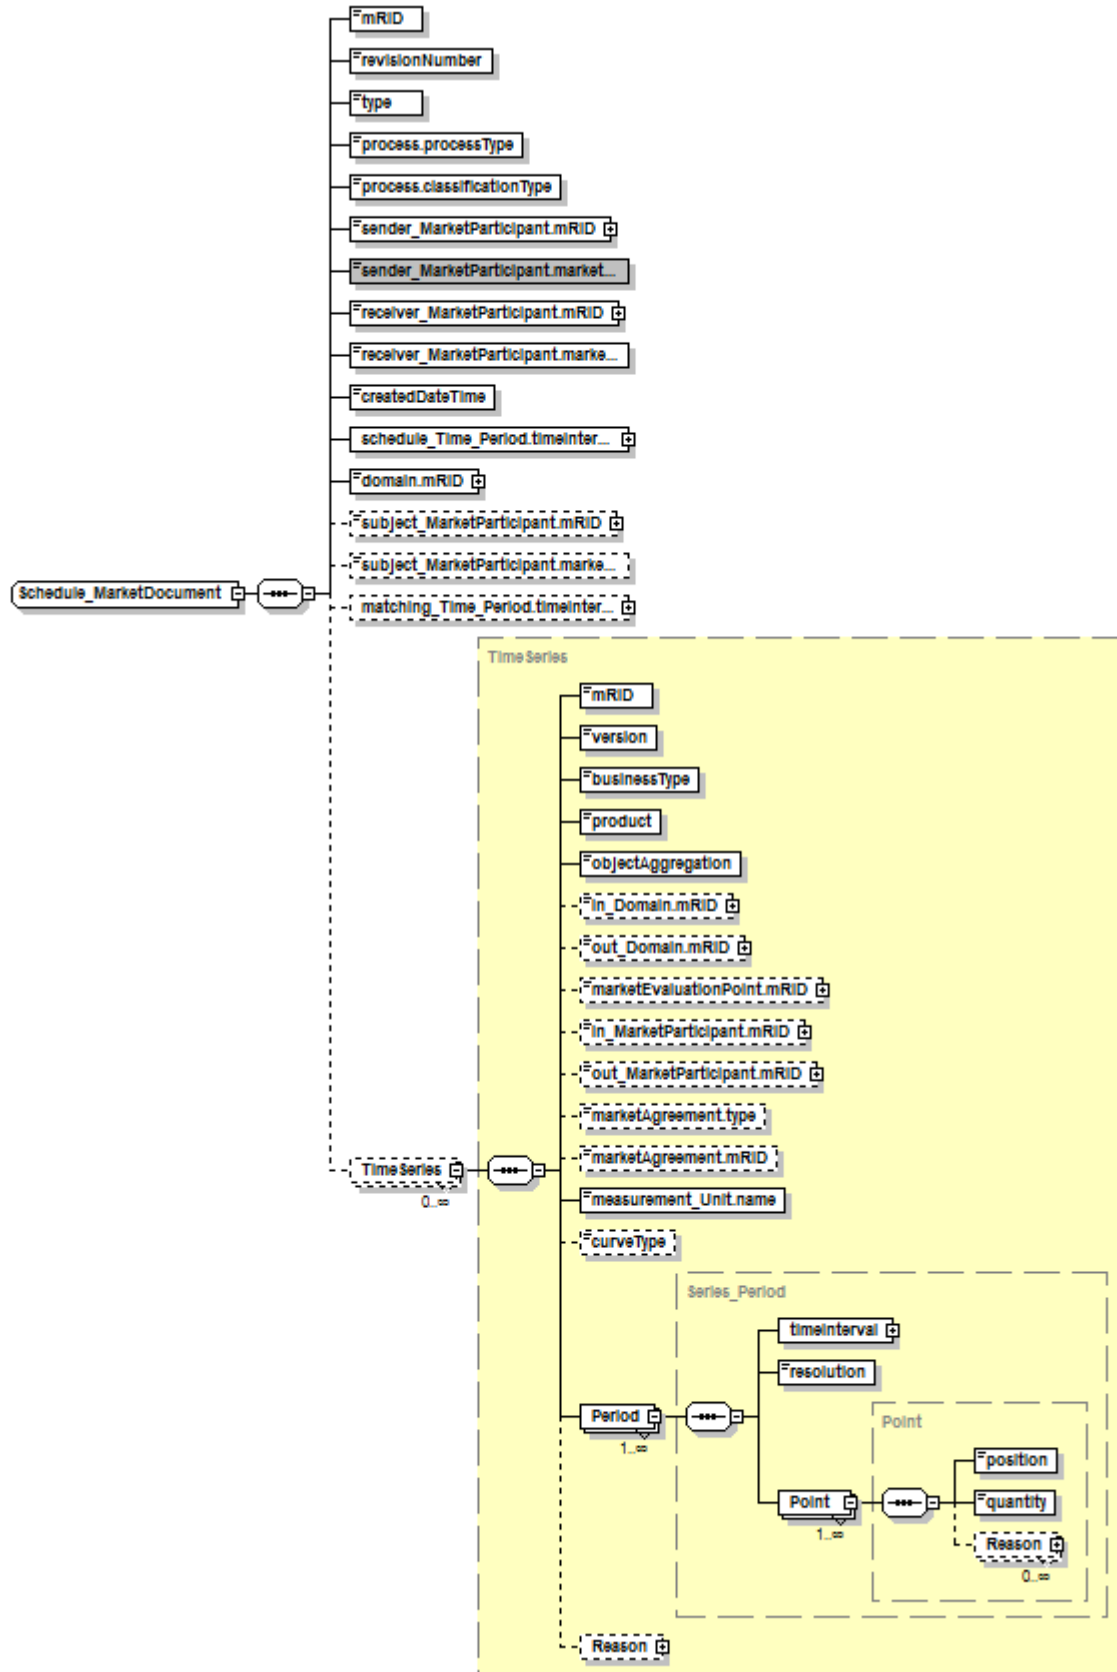 mRID
revisionNumber
type
process.processType
process.classificationType
sender_MarketParticipant.mRID
sender_MarketParticipant.market...
receiver_MarketParticipant.mRID
receiver_MarketParticipant.marke...
createdDateTime
schedule_Time_Period.timeInter...
domain.mRID
subject_MarketParticipant.mRID
subject_MarketParticipant.marke...
Schedule_MarketDocument
matching_Time_Period.timeInter...
TimeSeries
mRID
version
businessType
product
objectAggregation
in_Domain.mRID
out_Domain.mRID
marketEvaluationPoint.mRID
in_MarketParticipant.mRID
out_MarketParticipant.mRID
marketAgreement.type
marketAgreement.mRID
TimeSeries
0..∞
measurement_Unit.name
curveType
Series_Period
timeInterval
resolution
Period
1..∞
Point
position
Point
1..∞
quantity
Reason
0..∞
Reason